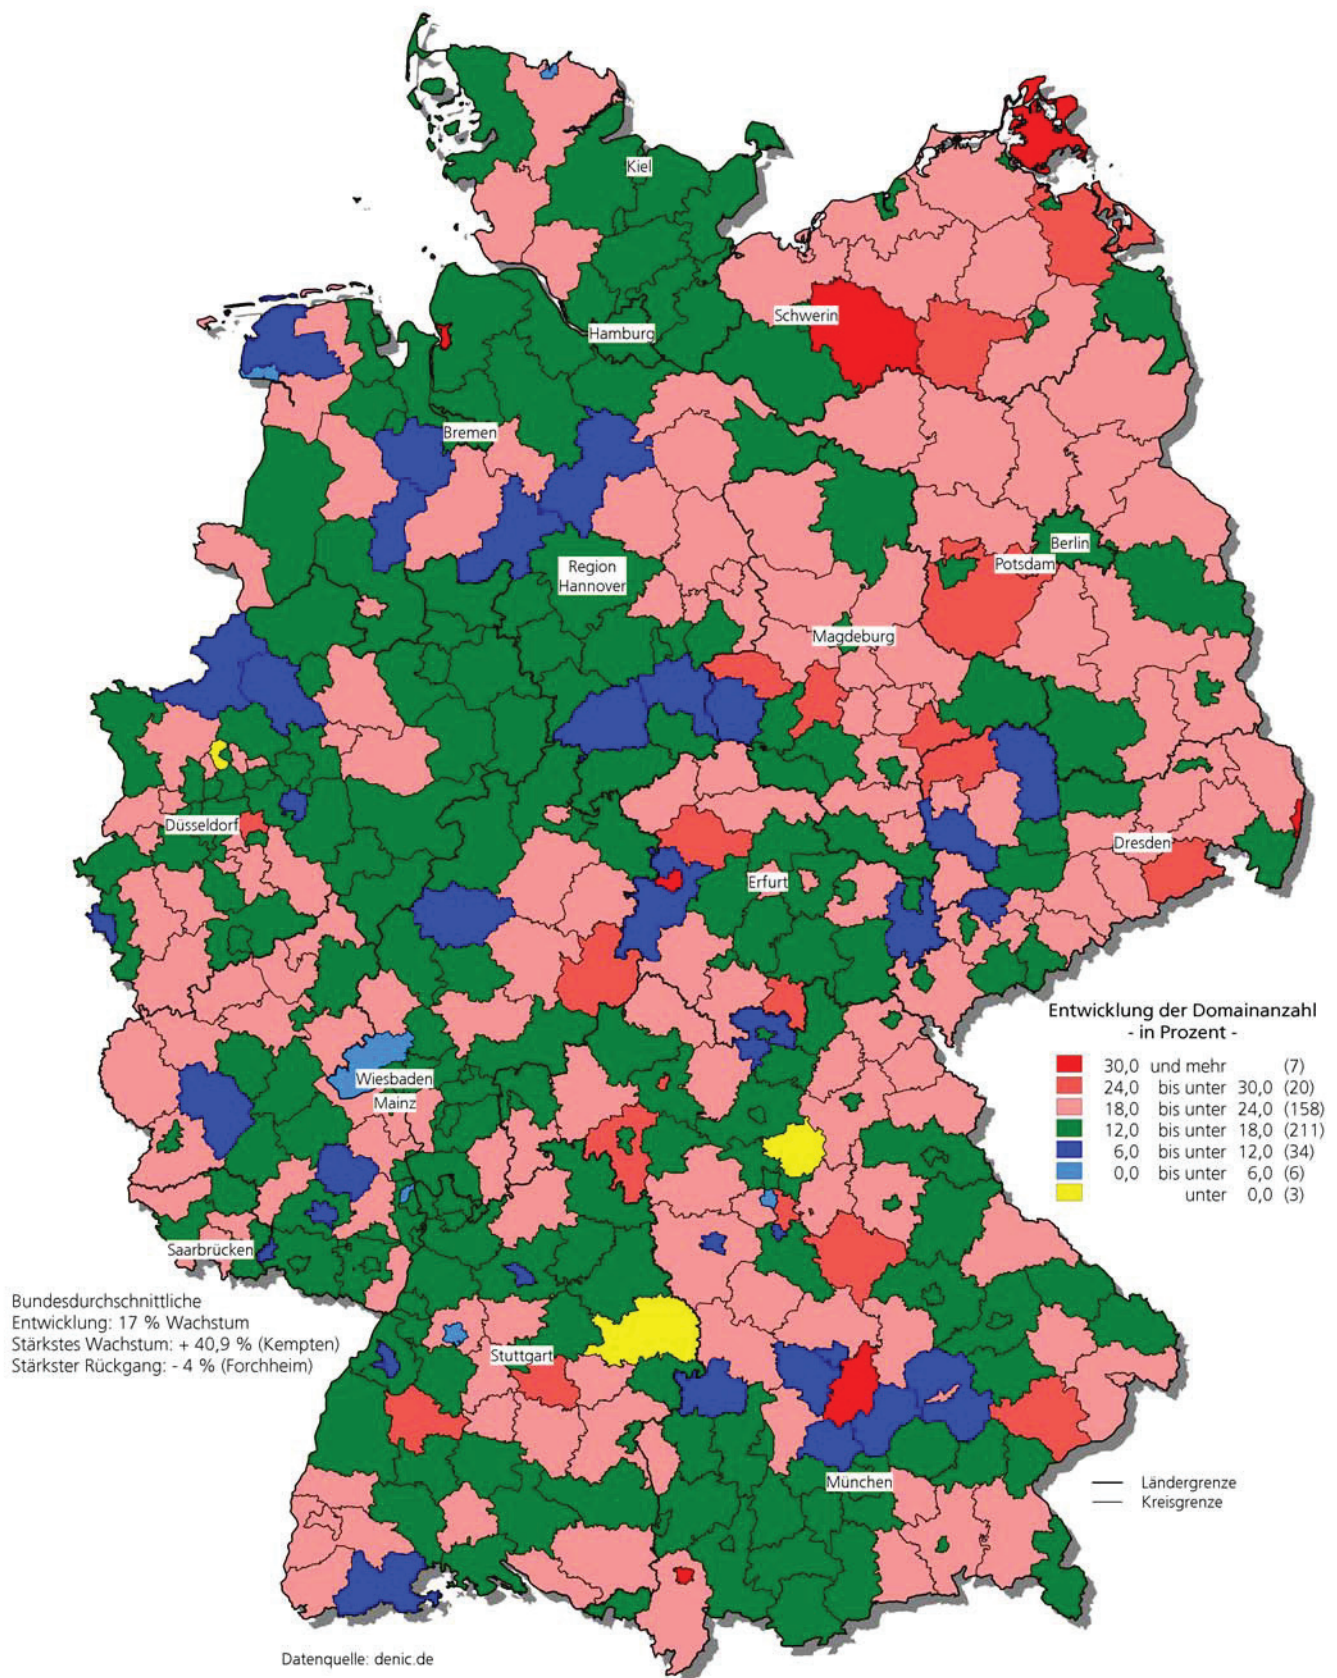 Kiel
Schwerin
Hamburg
Bremen
Berlin
Potsdam
Region
Hannover
Magdeburg
Düsseldorf
Dresden
Erfurt
Entwicklung der Domainanzahl
- in Prozent -
30,0 und mehr (7)
24,0 bis unter 30,0 (20)
18,0 bis unter 24,0 (158)
12,0 bis unter 18,0 (211)
6,0 bis unter 12,0 (34)
0,0 bis unter 6,0 (6)
unter 0,0 (3)
Wiesbaden
Mainz
Saarbrücken
Bundesdurchschnittliche
Entwicklung: 17 % Wachstum
Stärkstes Wachstum: + 40,9 % (Kempten)
Stärkster Rückgang: - 4 % (Forchheim)
Stuttgart
München
Ländergrenze
Kreisgrenze
Datenquelle: denic.de